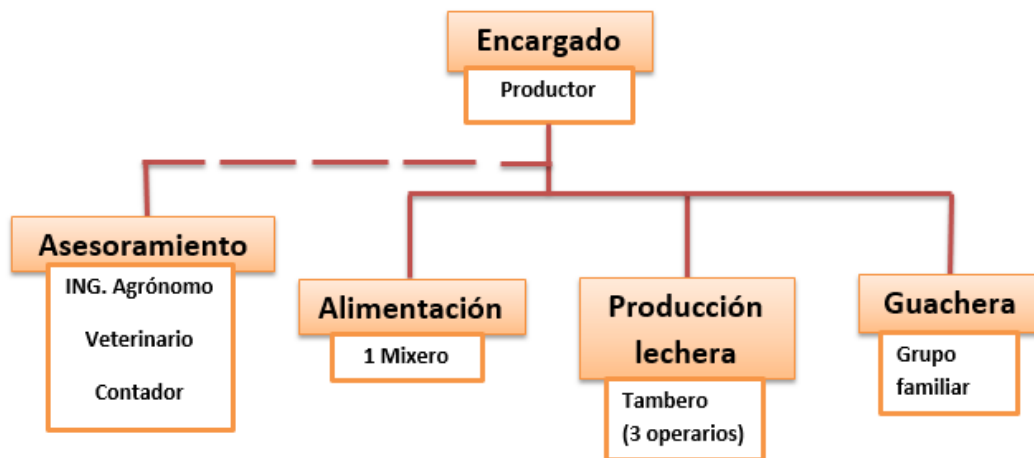 Encargado
Productor
Asesoramiento
ING. Agrónomo
Veterinario
Contador
Alimentación
1 Mixero
Producción
lechera
Tambero
(3 operarios)
Guachera
Grupo
familiar